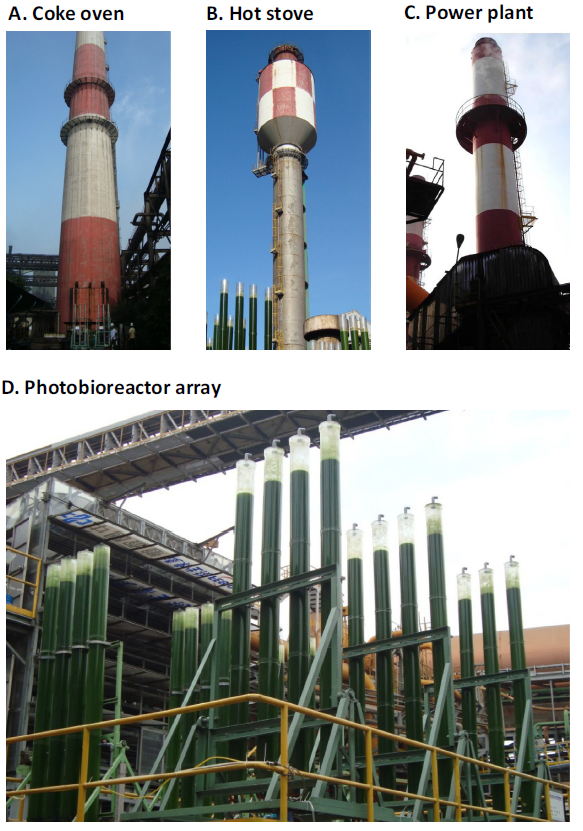 A. Coke oven
B. Hot stove
C. Power plant
D. Photobioreactor array